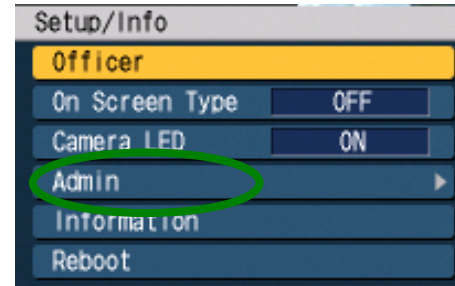 Setup/Info
Officer
On Screen Type OFF
Camera LED ON
Admin
Information
Reboot